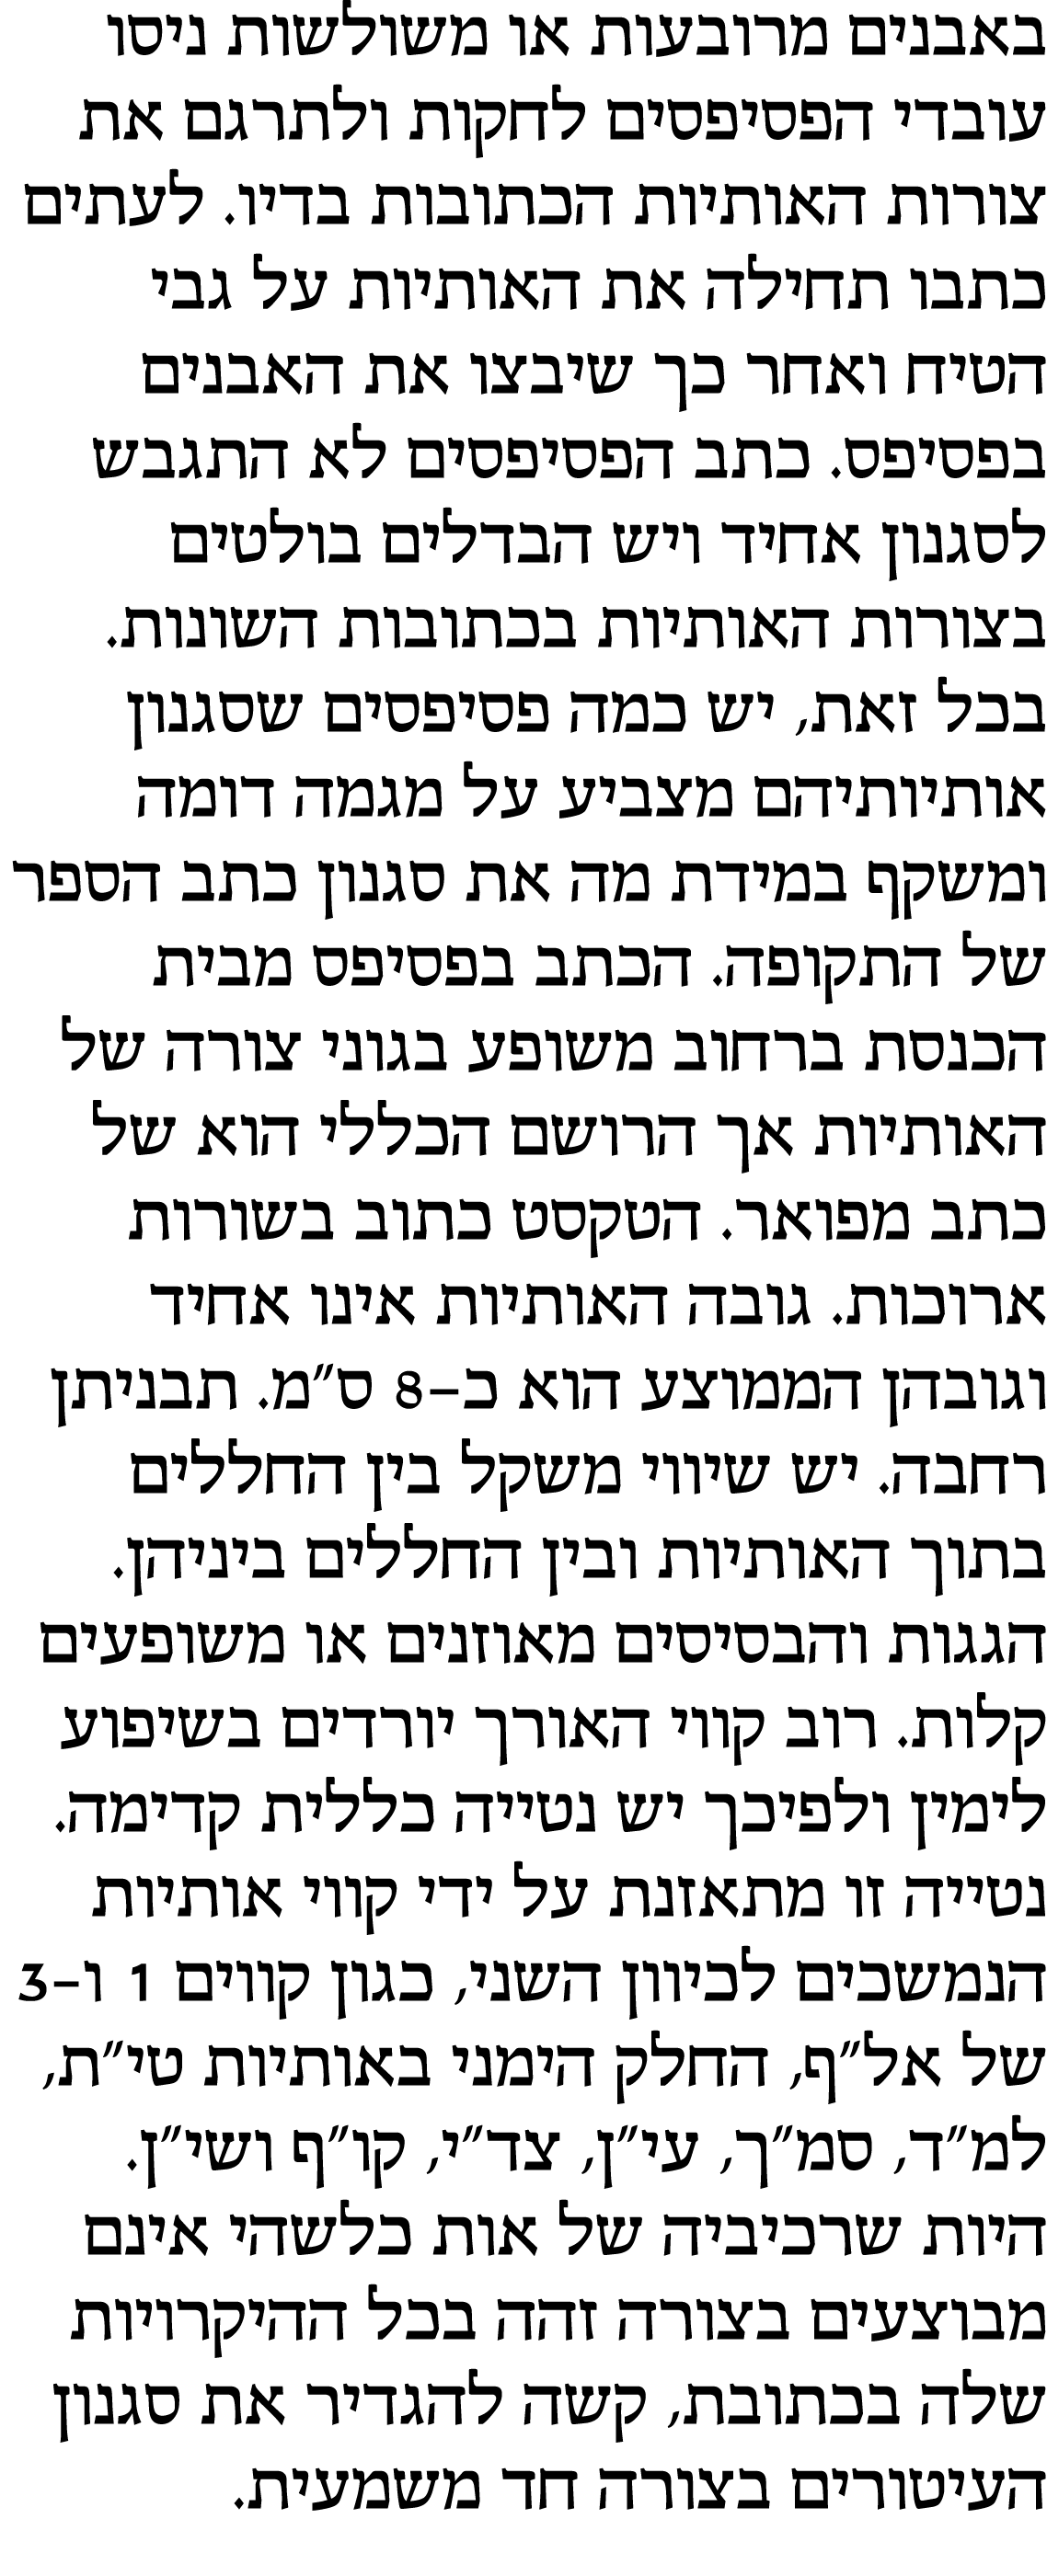 באבנים מרובעות או משולשות ניסו
עובדי הפסיפסים לחקות ולתרגם את
צורות האותיות הכתובות בדיו. לעתים
כתבו תחילה את האותיות על גבי
הטיח ואחר כך שיבצו את האבנים
בפסיפס. כתב הפסיפסים לא התגבש
לסגנון אחיד ויש הבדלים בולטים
בצורות האותיות בכתובות השונות.
בכל זאת, יש כמה פסיפסים שסגנון
אותיותיהם מצביע על מגמה דומה
ומשקף במידת מה את סגנון כתב הספר
של התקופה. הכתב בפסיפס מבית
הכנסת ברחוב משופע בגוני צורה של
האותיות אך הרושם הכללי הוא של
כתב מפואר. הטקסט כתוב בשורות
ארוכות. גובה האותיות אינו אחיד
וגובהן הממוצע הוא כ-8 ס"מ. תבניתן
רחבה. יש שיווי משקל בין החללים
בתוך האותיות ובין החללים ביניהן.
הגגות והבסיסים מאוזנים או משופעים
קלות. רוב קווי האורך יורדים בשיפוע
לימין ולפיכך יש נטייה כללית קדימה.
נטייה זו מתאזנת על ידי קווי אותיות
הנמשכים לכיוון השני, כגון קווים 1 ו-3
של אל"ף, החלק הימני באותיות טי"ת,
למ"ד, סמ"ך, עי"ן, צד"י, קו"ף ושי"ן.
היות שרכיביה של אות כלשהי אינם
מבוצעים בצורה זהה בכל ההיקרויות
שלה בכתובת, קשה להגדיר את סגנון
העיטורים בצורה חד משמעית.